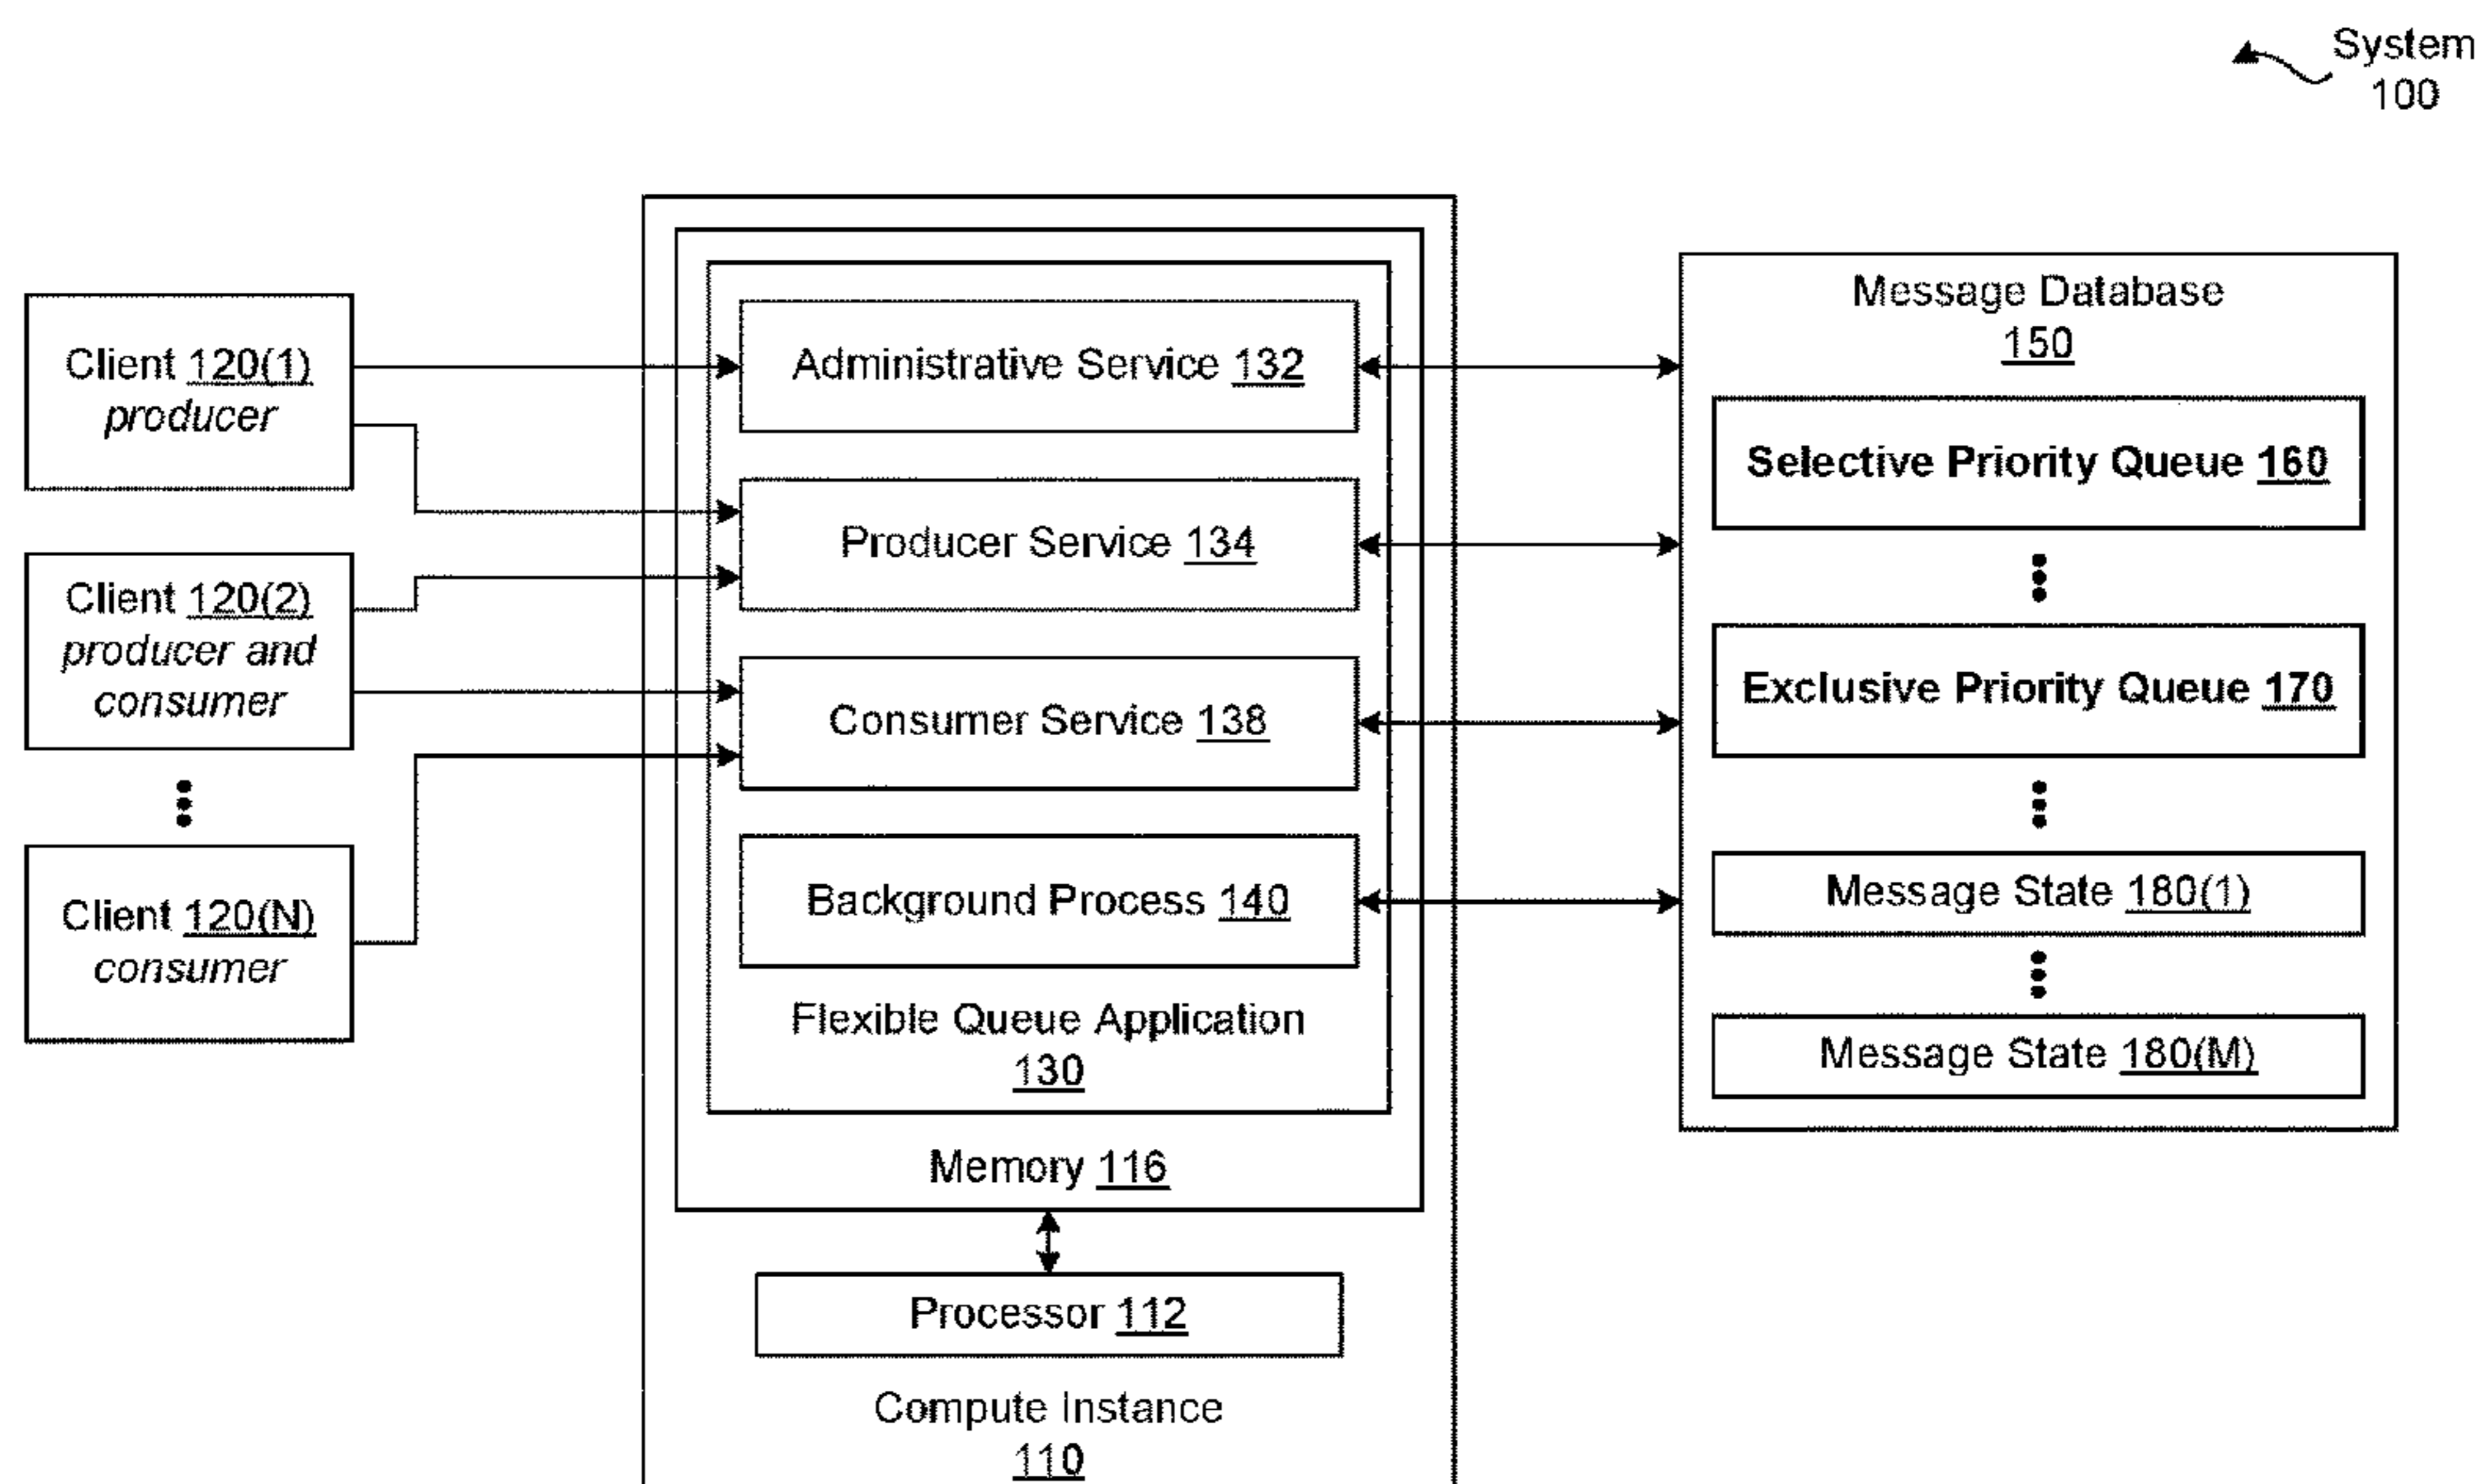 System
100
Client 120(1)
producer
Client 120(2)
producer and
consumer
Client 120(N)
consumer
Administrative Service 132
Producer Service 134
Consumer Service 138
Background Process 140
Flexible Queue Application
130
Memory 116
Processor 112
Compute Instance
110
Message Database
150
Selective Priority Queue 160
Exclusive Priority Queue 170
Message State 180(1)
Message State 180(M)